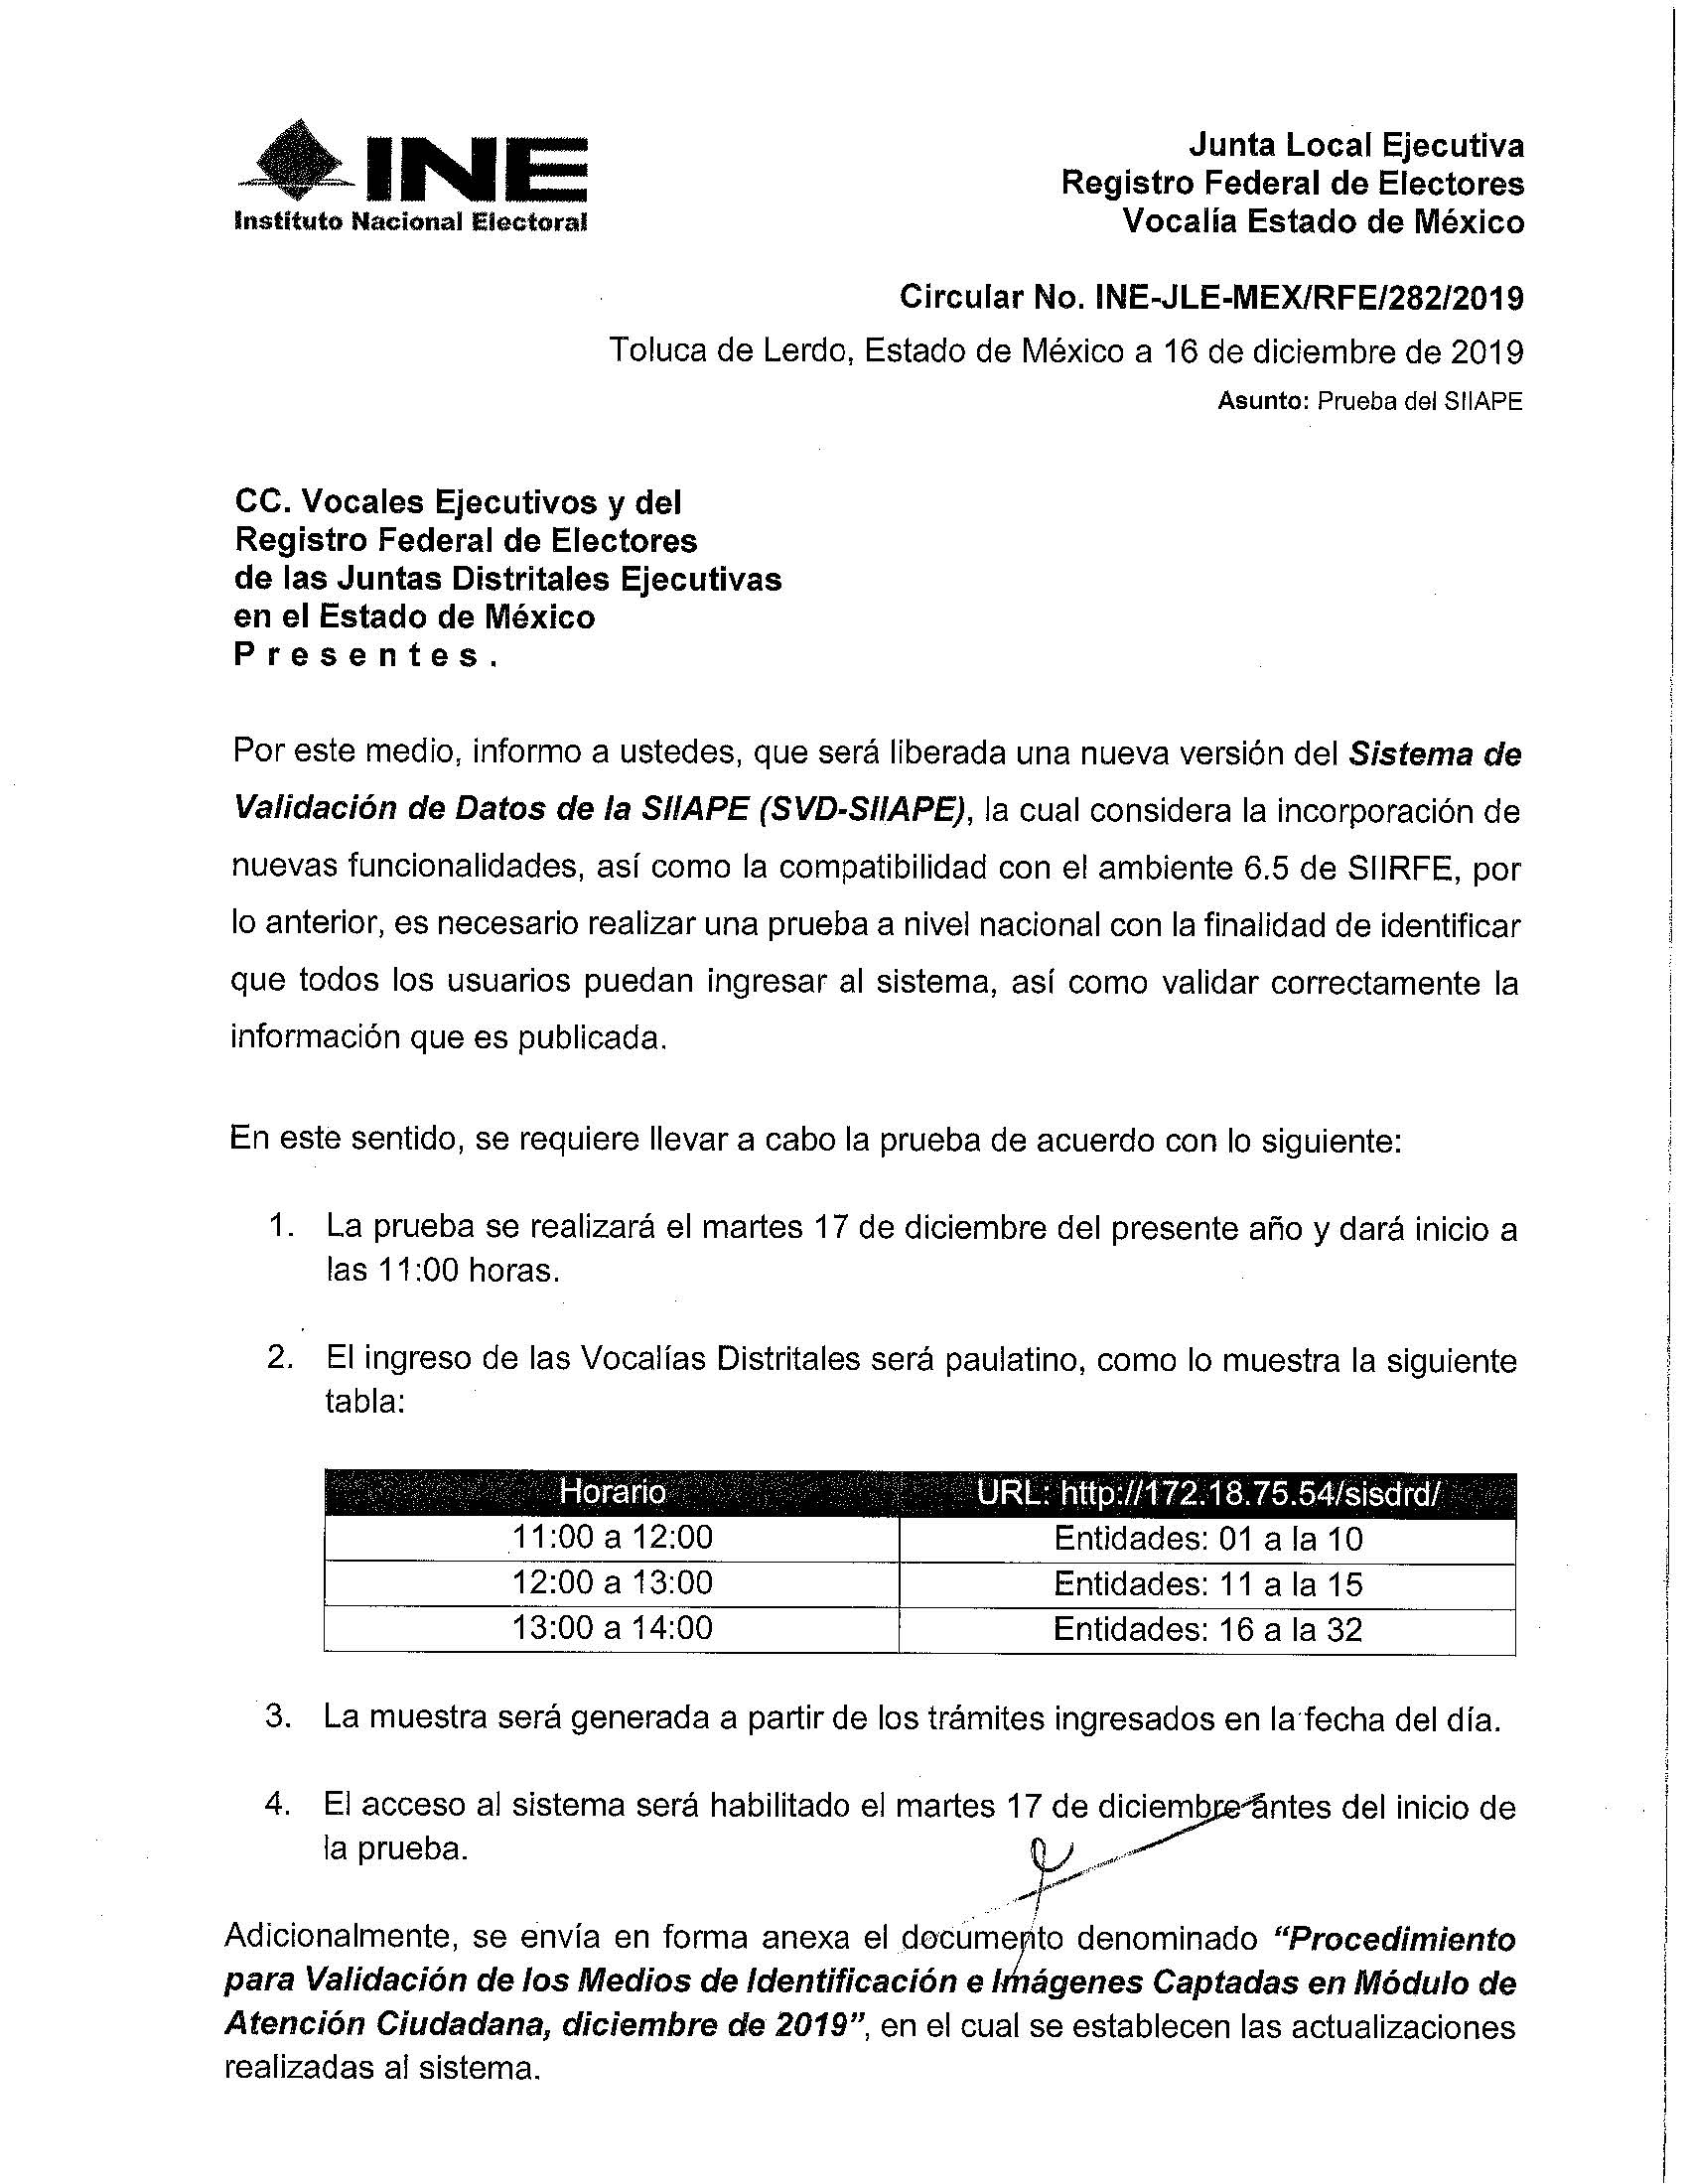 INE
Instituto Nacional Electoral
Junta Local Ejecutiva
Registro Federal de Electores
Vocalía Estado de México
Circular No. INE-JLE-MEX/RFE/282/2019
Toluca de Lerdo, Estado de México a 16 de diciembre de 2019
Asunto: Prueba del SIIAPE
CC. Vocales Ejecutivos y del
Registro Federal de Electores
de las Juntas Distritales Ejecutivas
en el Estado de México
P r e s e n t e s .
Por este medio, informo a ustedes, que será liberada una nueva versión del Sistema de
Validación de Datos de la SIIAPE (SVD-SIIAPE), la cual considera la incorporación de
nuevas funcionalidades, así como la compatibilidad con el ambiente 6.5 de SIIRFE, por
lo anterior, es necesario realizar una prueba a nivel nacional con la finalidad de identificar
que todos los usuarios puedan ingresar al sistema, así como validar correctamente la
información que es publicada.
En este sentido, se requiere llevar a cabo la prueba de acuerdo con lo siguiente:
1. La prueba se realizará el martes 17 de diciembre del presente año y dará inicio a
las 11:00 horas.
2. El ingreso de las Vocalías Distritales será paulatino, como lo muestra la siguiente
tabla:
Horario URL: http://172.18.75.54/sisdrd/
11:00 a 12:00 Entidades: 01 a la 10
12:00 a 13:00 Entidades: 11 a la 15
13:00 a 14:00 Entidades: 16 a la 32
3. La muestra será generada a partir de los trámites ingresados en la fecha del día.
4. El acceso al sistema será habilitado el martes 17 de diciembre antes del inicio de
la prueba.
Adicionalmente, se envía en forma anexa el documento denominado “Procedimiento
para Validación de los Medios de Identificación e Imágenes Captadas en Módulo de
Atención Ciudadana, diciembre de 2019”, en el cual se establecen las actualizaciones
realizadas al sistema.